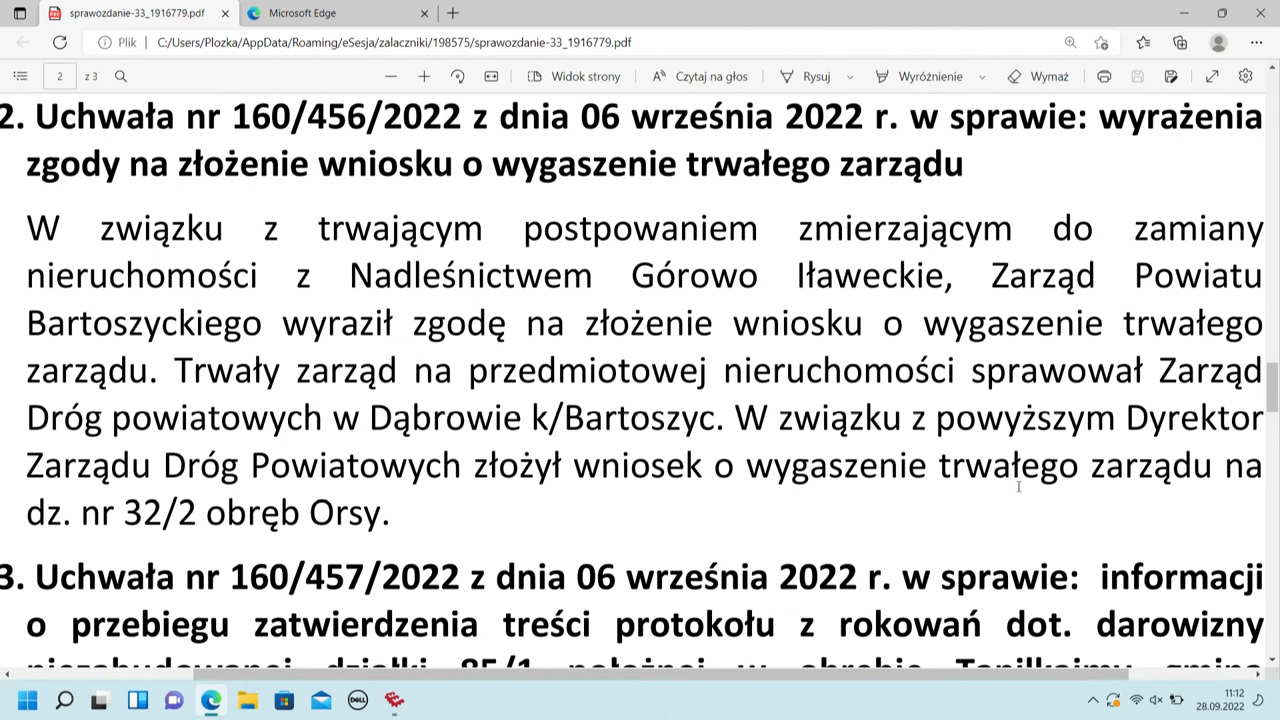 sprawozdanie-33_1916779.pdf
Microsoft Edge
Plik
C:/Users/Plozka/AppData/Roaming/eSesja/zalaczniki/198575/sprawozdanie-33_1916779.pdf
2 z 3 Widok strony Czytaj na głos Rysuj Wyróżnienie Wymaż
2. Uchwała nr 160/456/2022 z dnia 06 września 2022 r. w sprawie: wyrażenia
zgody na złożenie wniosku o wygaszenie trwałego zarządu
W związku z trwającym postpowaniem zmierzającym do zamiany
nieruchomości z Nadleśnictwem Górowo Iławeckie, Zarząd Powiatu
Bartoszyckiego wyraził zgodę na złożenie wniosku o wygaszenie trwałego
zarządu. Trwały zarząd na przedmiotowej nieruchomości sprawował Zarząd
Dróg powiatowych w Dąbrowie k/Bartoszyc. W związku z powyższym Dyrektor
Zarządu Dróg Powiatowych złożył wniosek o wygaszenie trwałego zarządu na
dz. nr 32/2 obręb Orsy.
3. Uchwała nr 160/457/2022 z dnia 06 września 2022 r. w sprawie: informacji
o przebiegu zatwierdzenia treści protokołu z rokowań dot. darowizny
DELL
11:12
28.09.2022